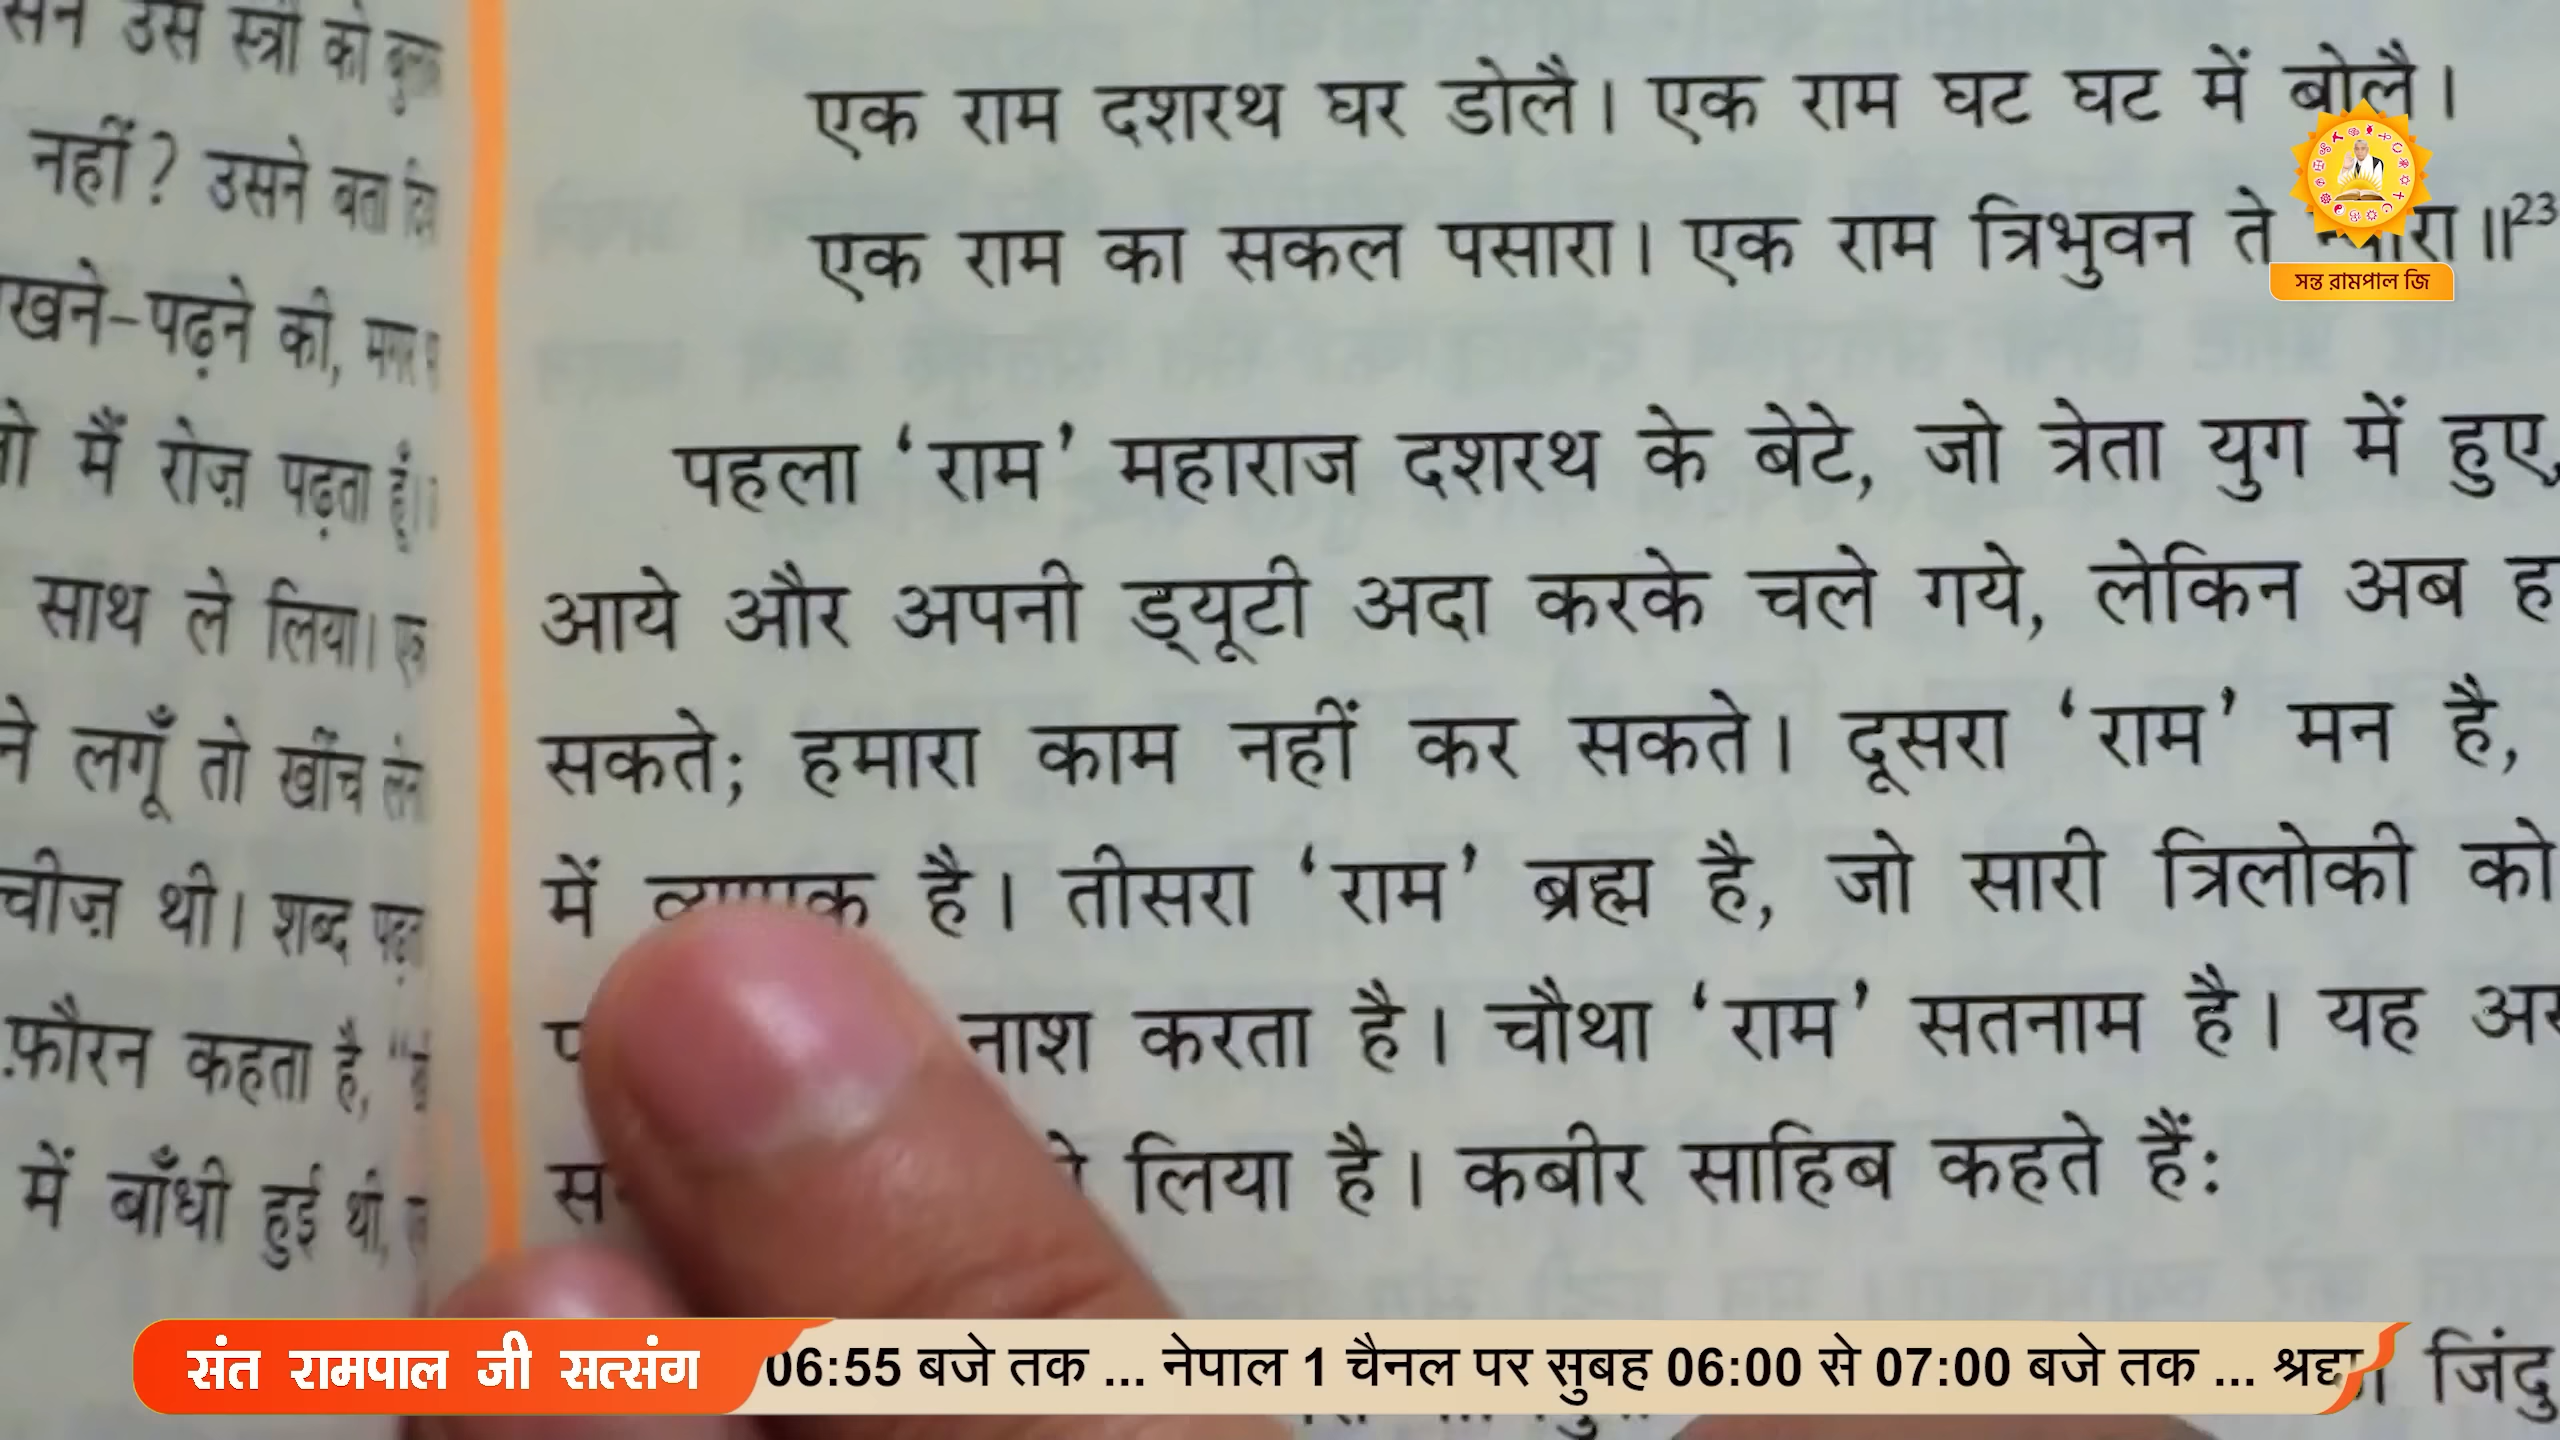 उस स्त्री को
नहीं? उसने बता
खने-पढ़ने की, मगर
मैं रोज़ पढ़ता हूँ।
साथ ले लिया।
ने लगूँ तो खींच
चीज़ थी। शब्द
फ़ौरन कहता है,
में बाँधी हुई थी,
एक राम दशरथ घर डोलै। एक राम घट घट में बोलै।
एक राम का सकल पसारा। एक राम त्रिभुवन ते ॥23
সন্ত রামপাল জি
पहला ‘राम’ महाराज दशरथ के बेटे, जो त्रेता युग में हुए,
आये और अपनी ड्यूटी अदा करके चले गये, लेकिन अब
सकते; हमारा काम नहीं कर सकते। दूसरा ‘राम’ मन है,
में है। तीसरा ‘राम’ ब्रह्म है, जो सारी त्रिलोकी को
नाश करता है। चौथा ‘राम’ सतनाम है। यह
लिया है। कबीर साहिब कहते हैं:
संत रामपाल जी सत्संग
06:55 बजे तक ... नेपाल 1 चैनल पर सुबह 06:00 से 07:00 बजे तक ...
जिंदु